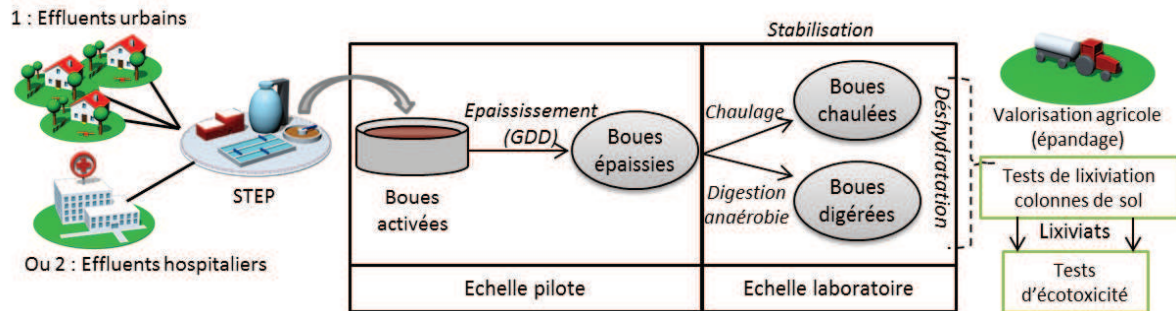 1 : Effluents urbains
Ou 2 : Effluents hospitaliers
STEP
Boues
activées
Epaississement
(GDD)
Boues
épaissies
Echelle pilote
Stabilisation
Chaulage
Boues
chaulées
Digestion
anaérobie
Boues
digérées
Déshydratation
Echelle laboratoire
Valorisation agricole
(épandage)
Tests de lixiviation
colonnes de sol
Lixiviats
Tests
d'écotoxicité